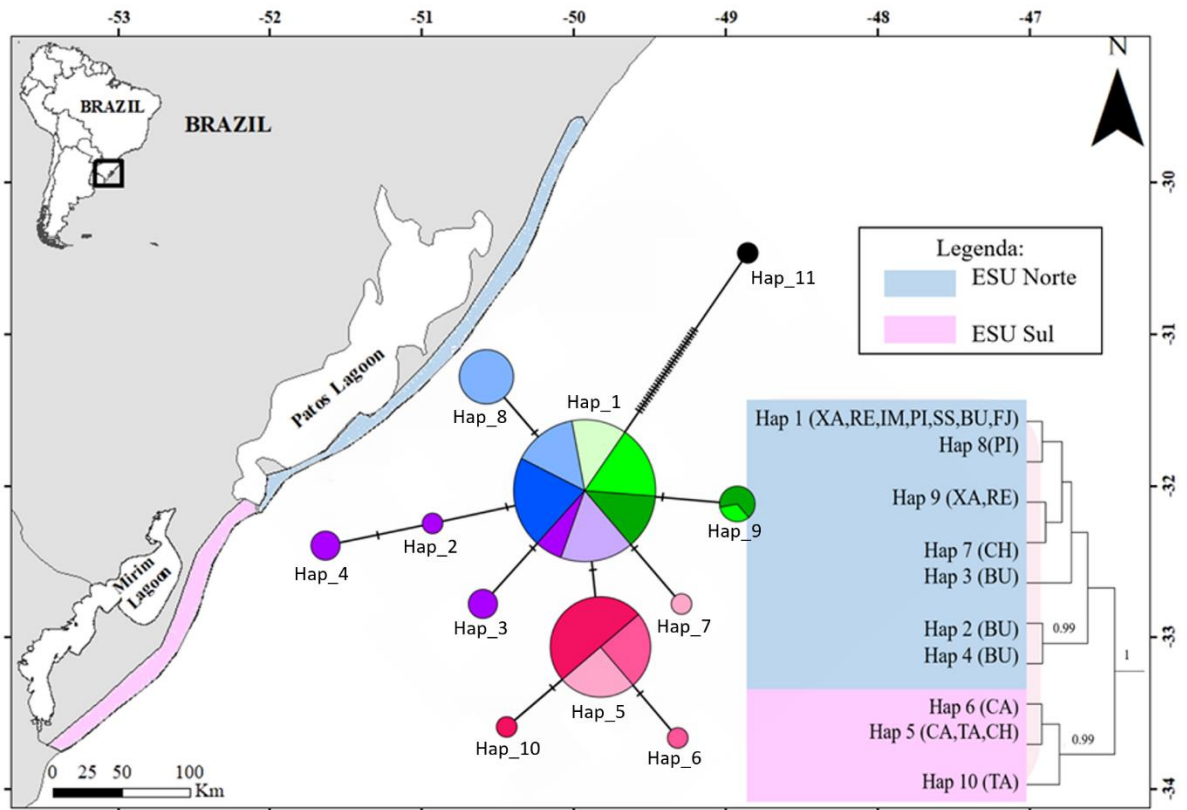 -53 -52 -51 -50 -49 -48 -47
N
BRAZIL
BRAZIL
-30
-31
-32
-33
-34
Legenda:
ESU Norte
ESU Sul
Patos Lagoon
Mirim
Lagoon
Hap_11
Hap_1
Hap_8
Hap_9
Hap_2
Hap_4
Hap_3
Hap_7
Hap_5
Hap_10
Hap_6
Hap 1 (XA,RE,IM,PI,SS,BU,FJ)
Hap 8(PI)
Hap 9 (XA,RE)
Hap 7 (CH)
Hap 3 (BU)
Hap 2 (BU)
0.99
Hap 4 (BU)
1
Hap 6 (CA)
Hap 5 (CA,TA,CH)
0.99
Hap 10 (TA)
0 25 50 100
Km